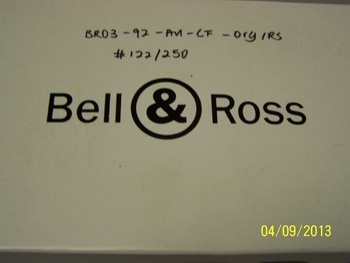 BR03-92-AM-CF-Org/RS
#122/250
Bell & Ross
04/09/2013